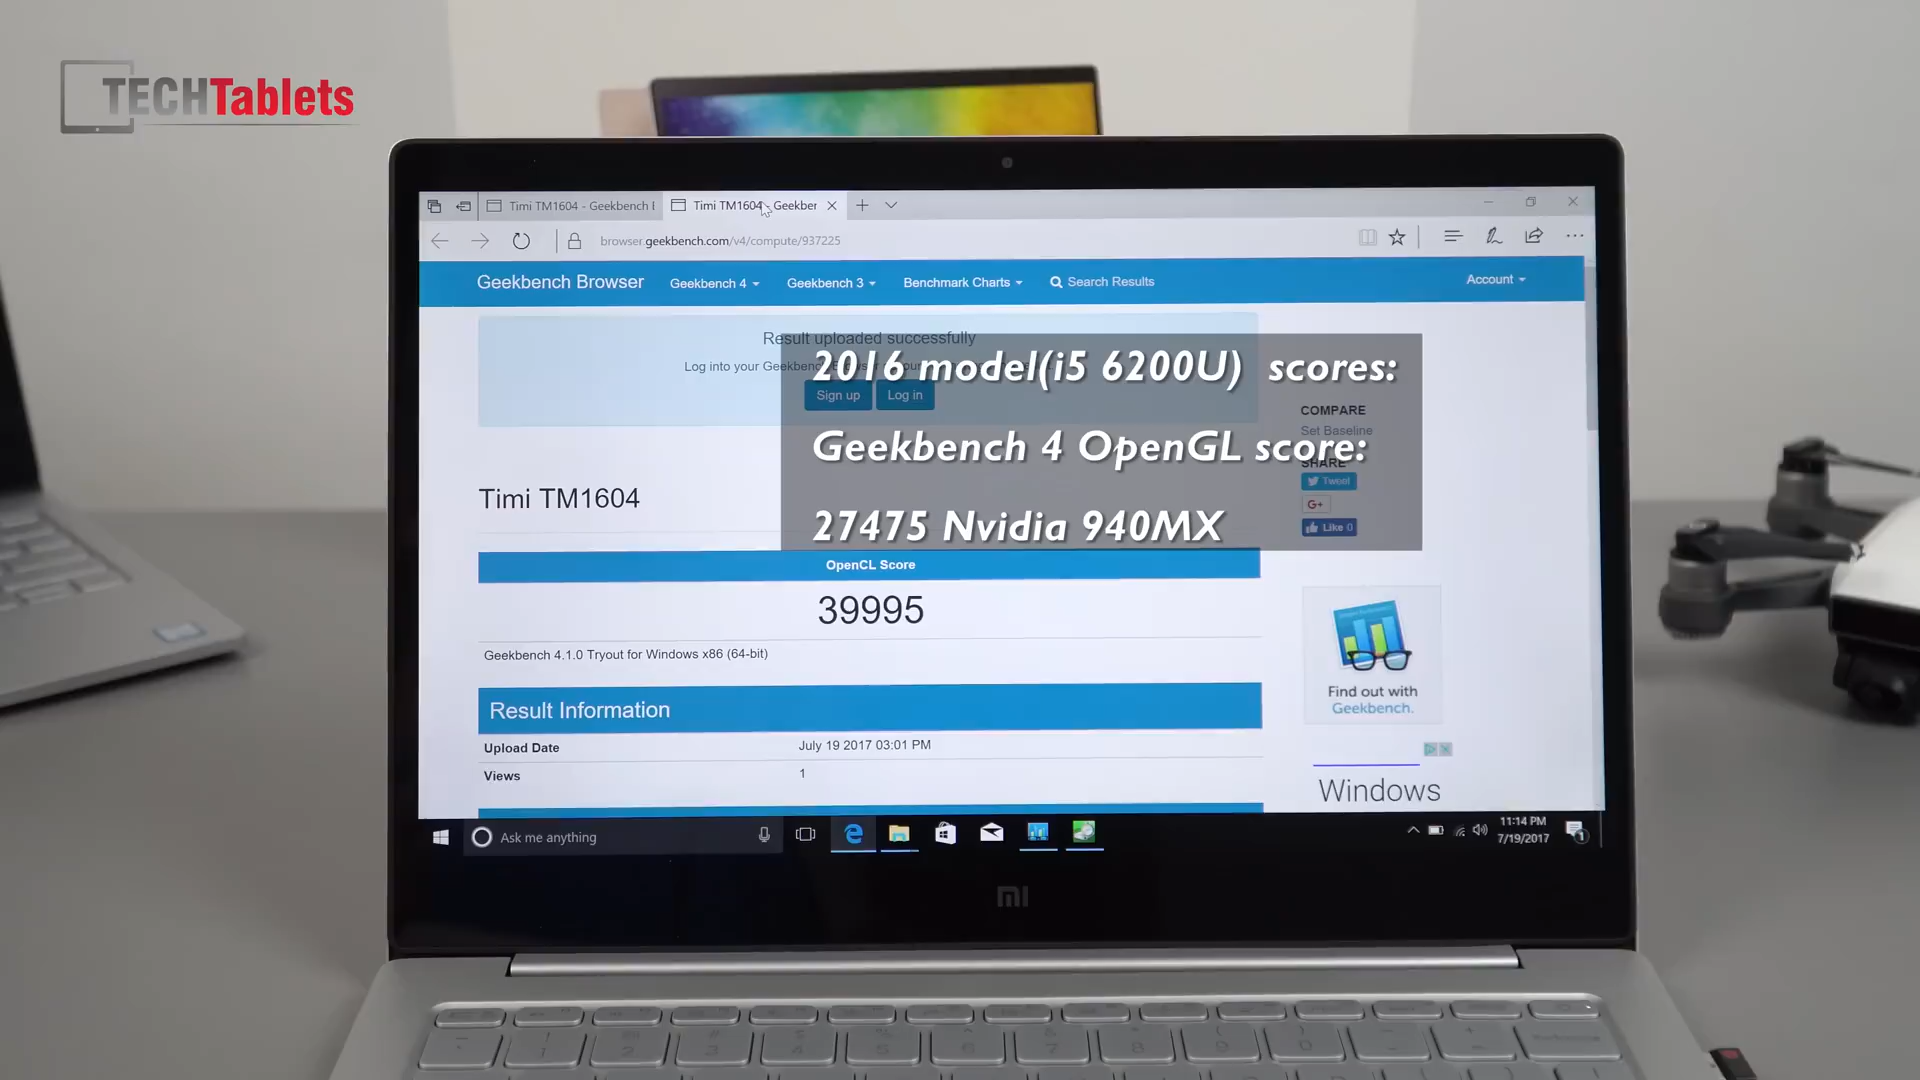 TECHTablets
Timi TM1604 - Geekbench E
Timi TM1604 - Geekber
browser.geekbench.com/v4/compute/937225
Geekbench Browser
Geekbench 4
Geekbench 3
Benchmark Charts
Search Results
Account
Result uploaded successfully
Log into your Geekbench
Sign up
Log in
2016 model(i5 6200U) scores:
Geekbench 4 OpenGL score:
27475 Nvidia 940MX
COMPARE
Set Baseline
SHARE
Tweet
G+
Like 0
Timi TM1604
OpenCL Score
39995
Geekbench 4.1.0 Tryout for Windows x86 (64-bit)
Result Information
Upload Date
July 19 2017 03:01 PM
Views
1
Find out with
Geekbench.
Windows
Ask me anything
11:14 PM
7/19/2017
1
MI